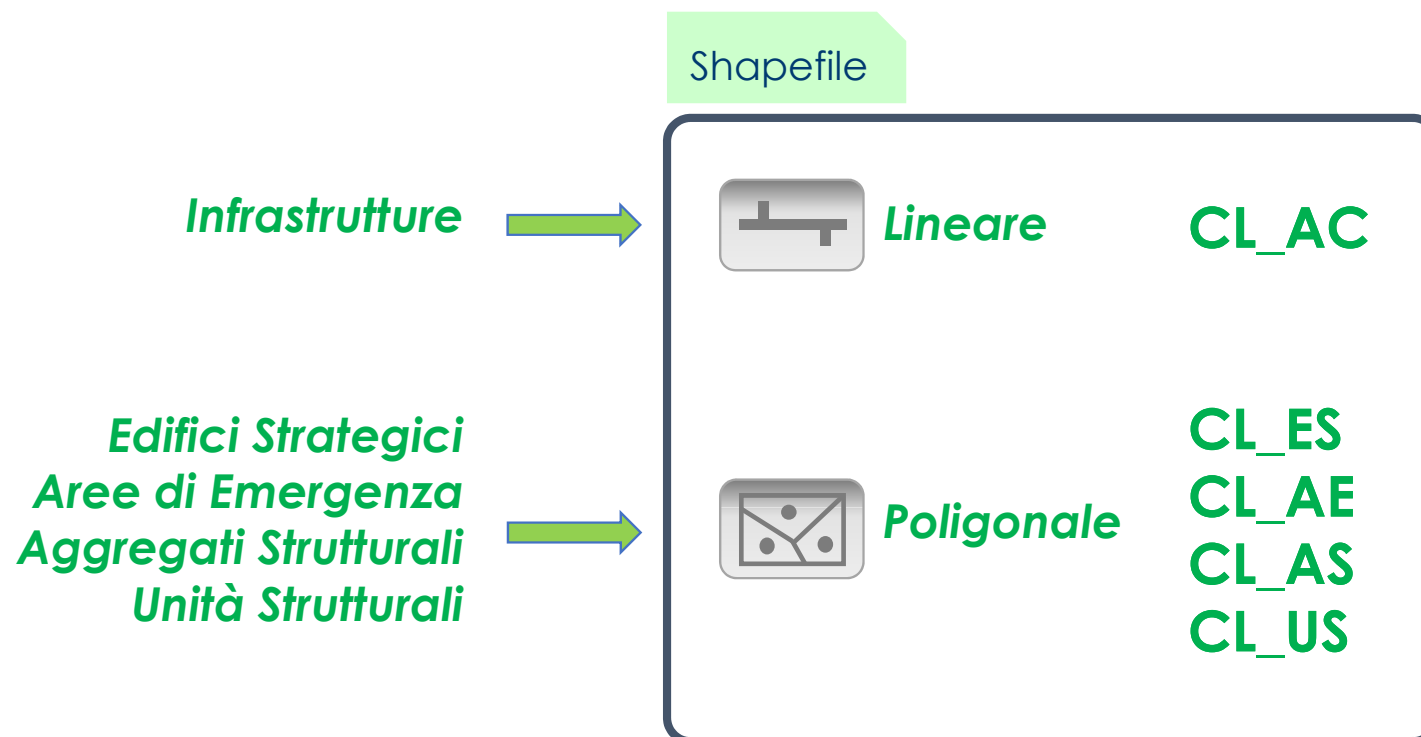 Shapefile
Infrastrutture
Lineare
CL_AC
Edifici Strategici
Aree di Emergenza
Aggregati Strutturali
Unità Strutturali
Poligonale
CL_ES
CL_AE
CL_AS
CL_US